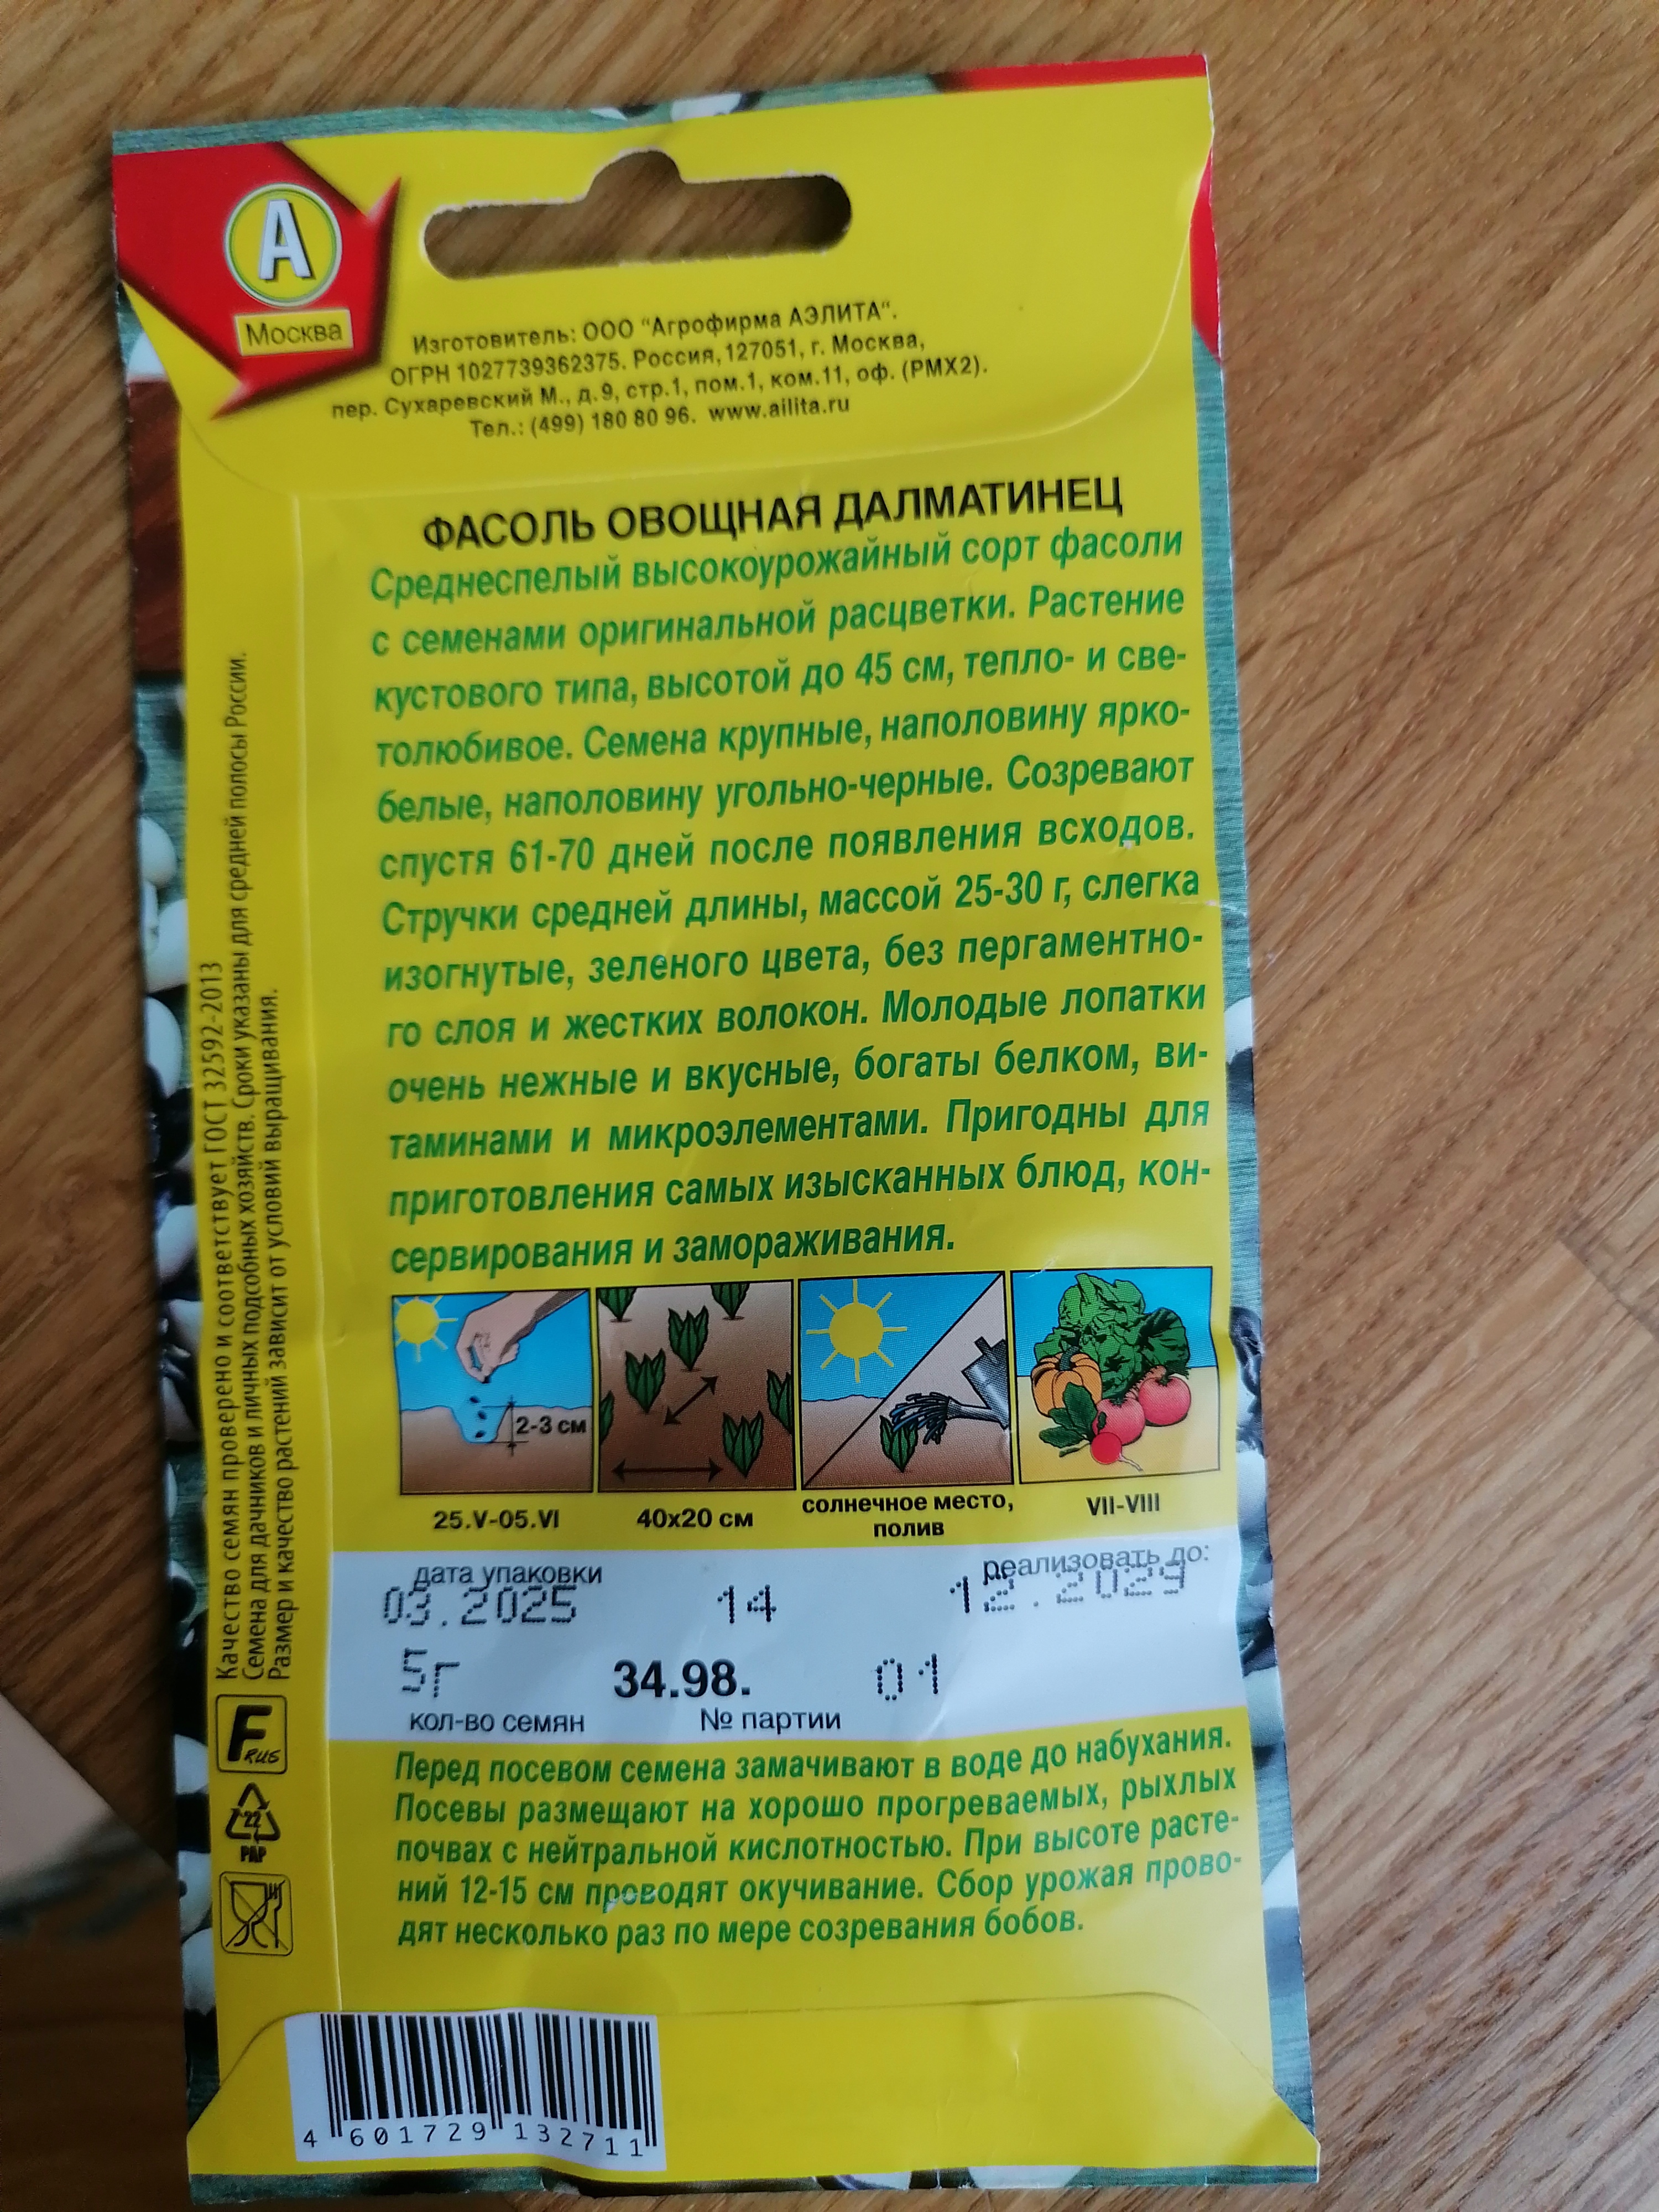 А
Москва
Изготовитель: ООО "Агрофирма АЭЛИТА".
ОГРН 1027739362375. Россия, 127051, г. Москва,
пер. Сухаревский М., д.9, стр.1, пом.1, ком.11, оф. (РМХ2).
Тел.: (499) 180 80 96. www.ailita.ru
ФАСОЛЬ ОВОЩНАЯ ДАЛМАТИНЕЦ
Среднеспелый высокоурожайный сорт фасоли
с семенами оригинальной расцветки. Растение
кустового типа, высотой до 45 см, тепло- и све-
толюбивое. Семена крупные, наполовину ярко-
белые, наполовину угольно-черные. Созревают
спустя 61-70 дней после появления всходов.
Стручки средней длины, массой 25-30 г, слегка
изогнутые, зеленого цвета, без пергаментно-
го слоя и жестких волокон. Молодые лопатки
очень нежные и вкусные, богаты белком, ви-
таминами и микроэлементами. Пригодны для
приготовления самых изысканных блюд, кон-
сервирования и замораживания.
2-3 см
25.V-05.VI
40х20 см
солнечное место,
полив
VII-VIII
дата упаковки
реализовать до:
03.2025 14 12.2029
5г 34.98. 01
кол-во семян № партии
Перед посевом семена замачивают в воде до набухания.
Посевы размещают на хорошо прогреваемых, рыхлых
почвах с нейтральной кислотностью. При высоте расте-
ний 12-15 см проводят окучивание. Сбор урожая прово-
дят несколько раз по мере созревания бобов.
Качество семян проверено и соответствует ГОСТ 32592-2013
Семена для дачников и личных подсобных хозяйств. Сроки указаны для средней полосы России.
Размер и качество растений зависит от условий выращивания.
F
RUS
22
PAP
4 601729 132711